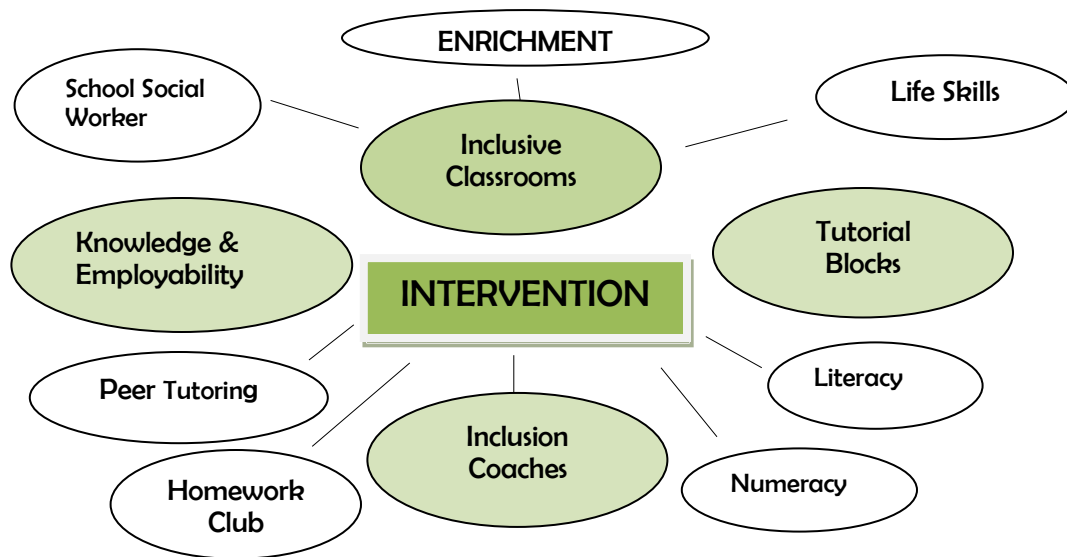 ENRICHMENT
School Social
Worker
Life Skills
Inclusive
Classrooms
Knowledge &
Employability
Tutorial
Blocks
INTERVENTION
Peer Tutoring
Literacy
Inclusion
Coaches
Homework
Club
Numeracy